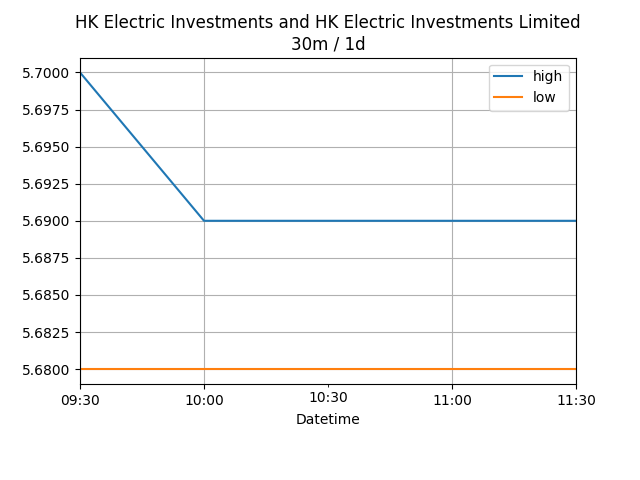 HK Electric Investments and HK Electric Investments Limited
30m / 1d
high
low
5.7000
5.6975
5.6950
5.6925
5.6900
5.6875
5.6850
5.6825
5.6800
09:30 10:00 10:30 11:00 11:30
Datetime